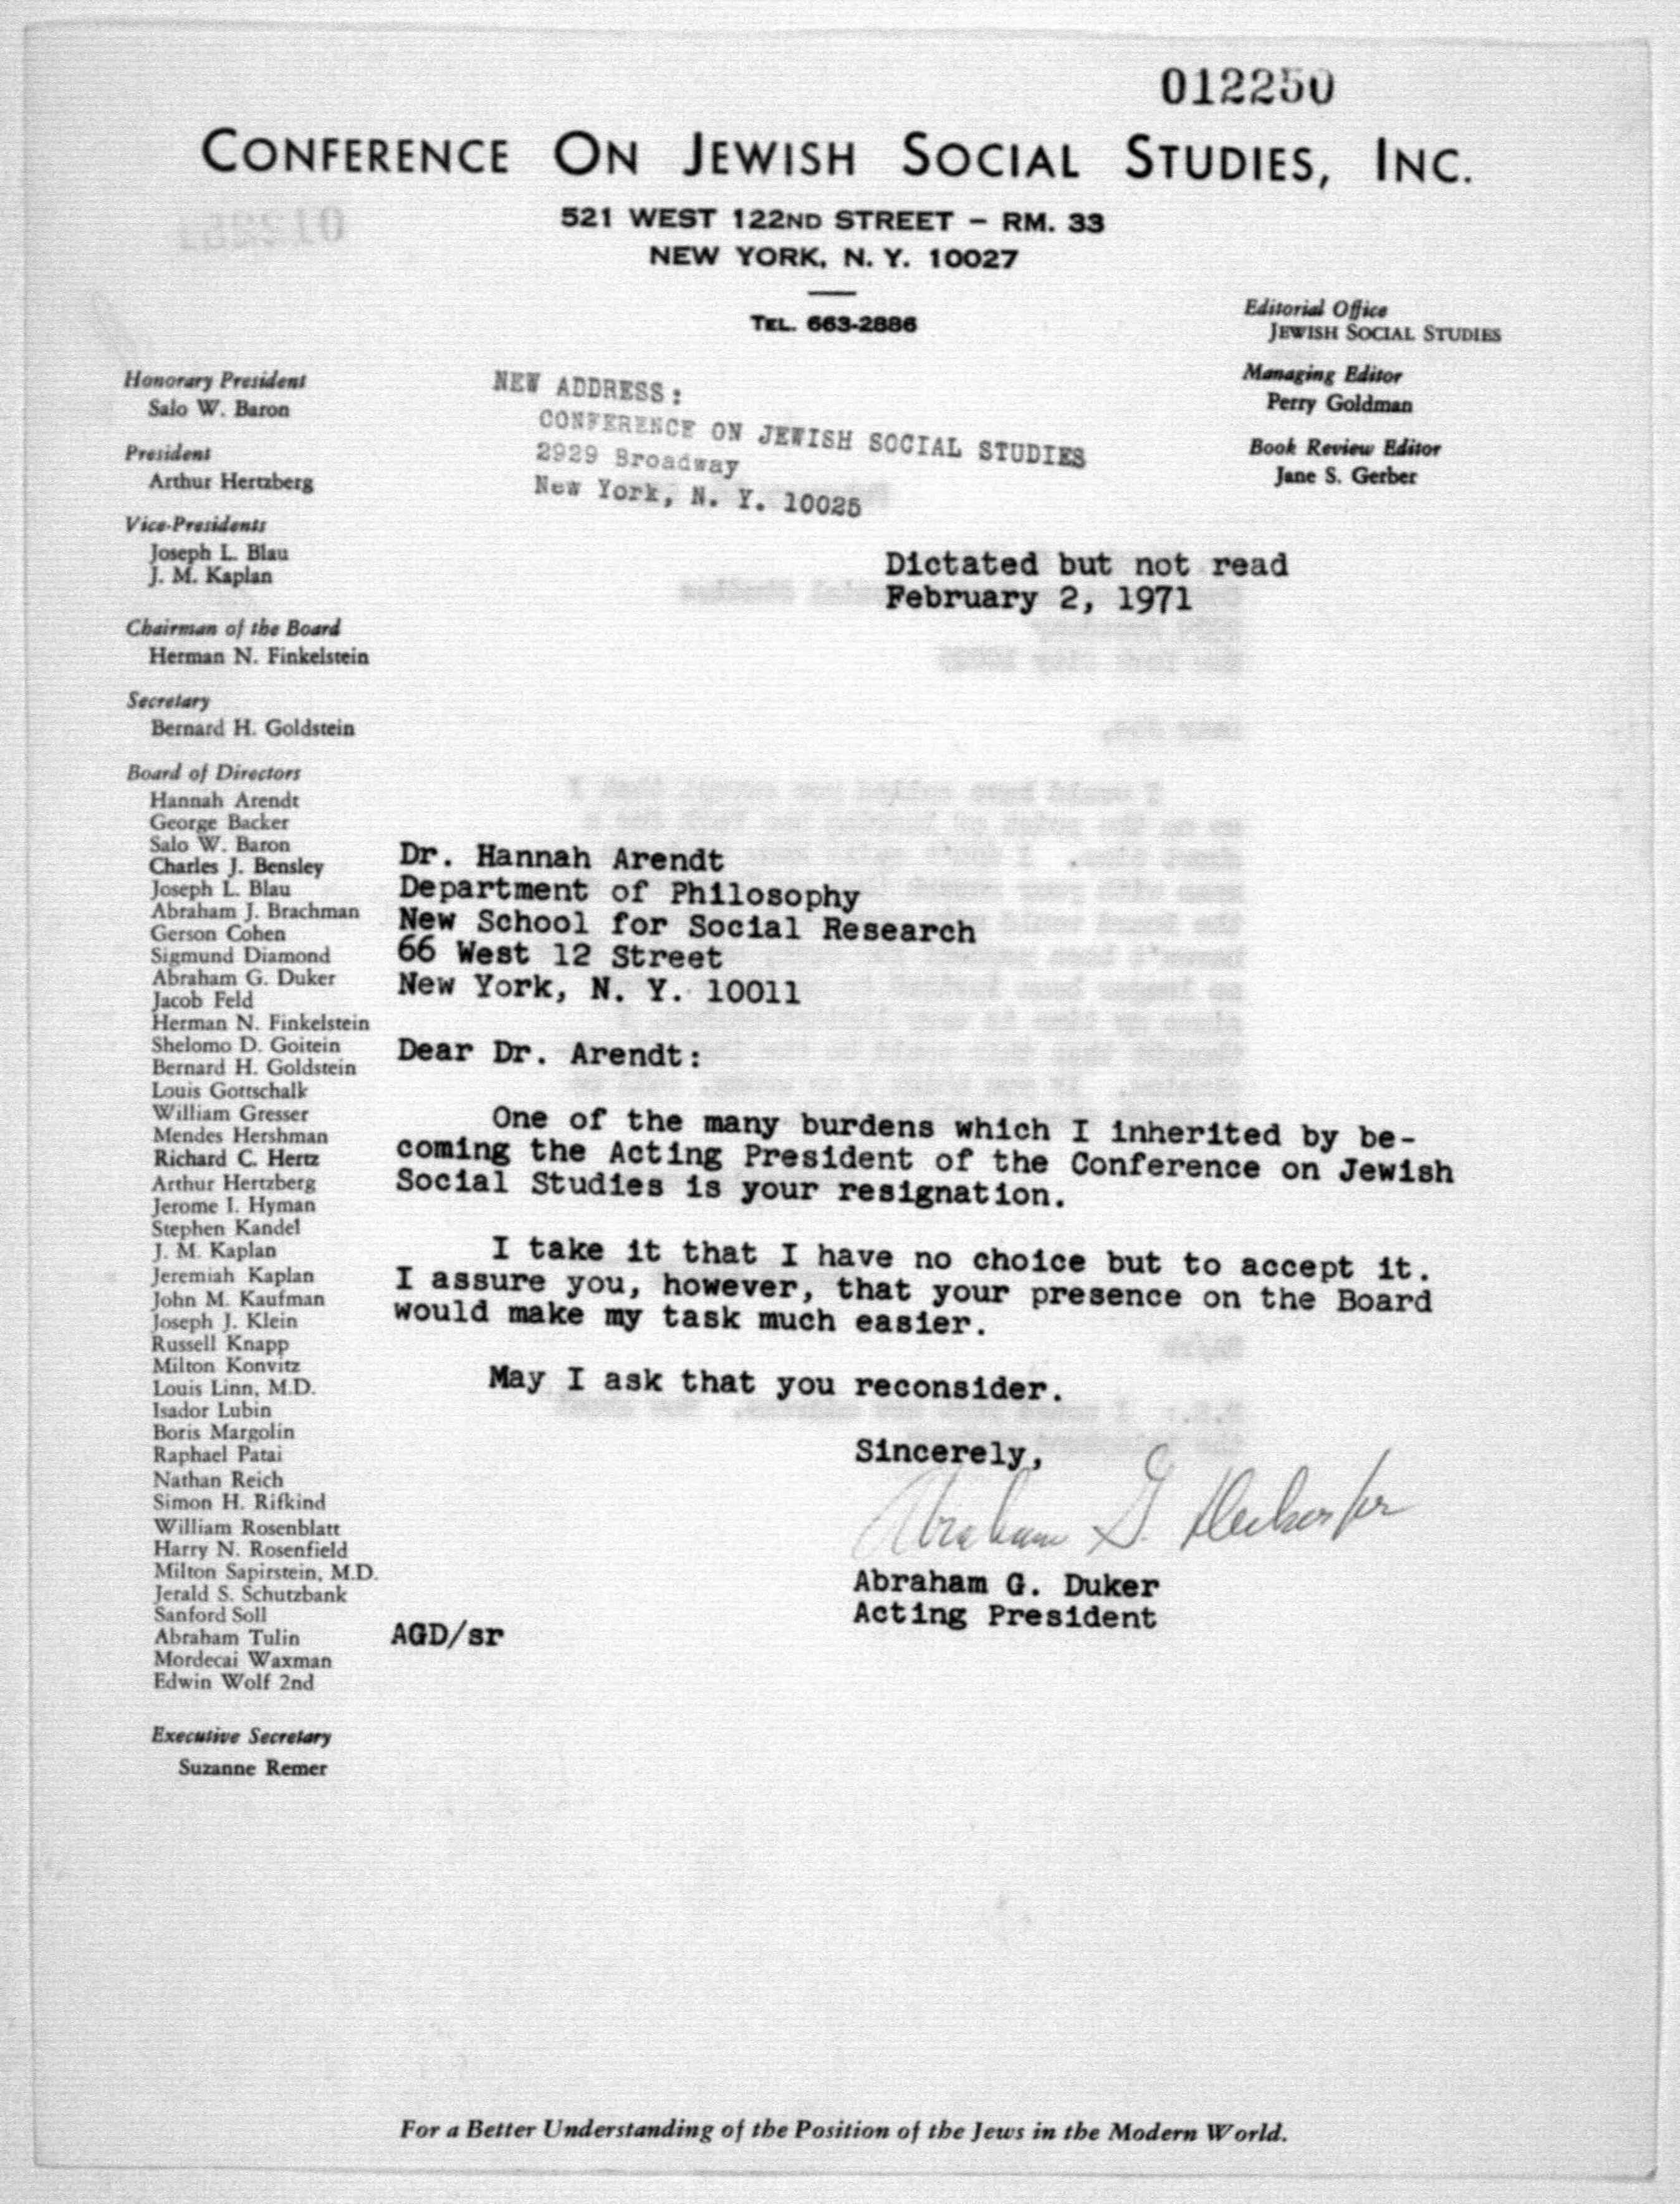 012250
CONFERENCE ON JEWISH SOCIAL STUDIES, INC.
521 WEST 122ND STREET – RM. 33
NEW YORK, N. Y. 10027
TEL. 663-2886
Editorial Office
JEWISH SOCIAL STUDIES
Managing Editor
Perry Goldman
Book Review Editor
Jane S. Gerber
NEW ADDRESS:
CONFERENCE ON JEWISH SOCIAL STUDIES
2929 Broadway
New York, N. Y. 10025
Honorary President
Salo W. Baron
President
Arthur Hertzberg
Vice-Presidents
Joseph L. Blau
J. M. Kaplan
Chairman of the Board
Herman N. Finkelstein
Secretary
Bernard H. Goldstein
Board of Directors
Hannah Arendt
George Backer
Salo W. Baron
Charles J. Bensley
Joseph L. Blau
Abraham J. Brachman
Gerson Cohen
Sigmund Diamond
Abraham G. Duker
Jacob Feld
Herman N. Finkelstein
Shelomo D. Goitein
Bernard H. Goldstein
Louis Gottschalk
William Gresser
Mendes Hershman
Richard C. Hertz
Arthur Hertzberg
Jerome I. Hyman
Stephen Kandel
J. M. Kaplan
Jeremiah Kaplan
John M. Kaufman
Joseph J. Klein
Russell Knapp
Milton Konvitz
Louis Linn, M.D.
Isador Lubin
Boris Margolin
Raphael Patai
Nathan Reich
Simon H. Rifkind
William Rosenblatt
Harry N. Rosenfield
Milton Sapirstein, M.D.
Jerald S. Schutzbank
Sanford Soll
Abraham Tulin
Mordecai Waxman
Edwin Wolf 2nd
Executive Secretary
Suzanne Remer
Dictated but not read
February 2, 1971
Dr. Hannah Arendt
Department of Philosophy
New School for Social Research
66 West 12 Street
New York, N. Y. 10011
Dear Dr. Arendt:
One of the many burdens which I inherited by be-
coming the Acting President of the Conference on Jewish
Social Studies is your resignation.
I take it that I have no choice but to accept it.
I assure you, however, that your presence on the Board
would make my task much easier.
May I ask that you reconsider.
Sincerely,
Abraham G. Duker
Abraham G. Duker
Acting President
AGD/sr
For a Better Understanding of the Position of the Jews in the Modern World.